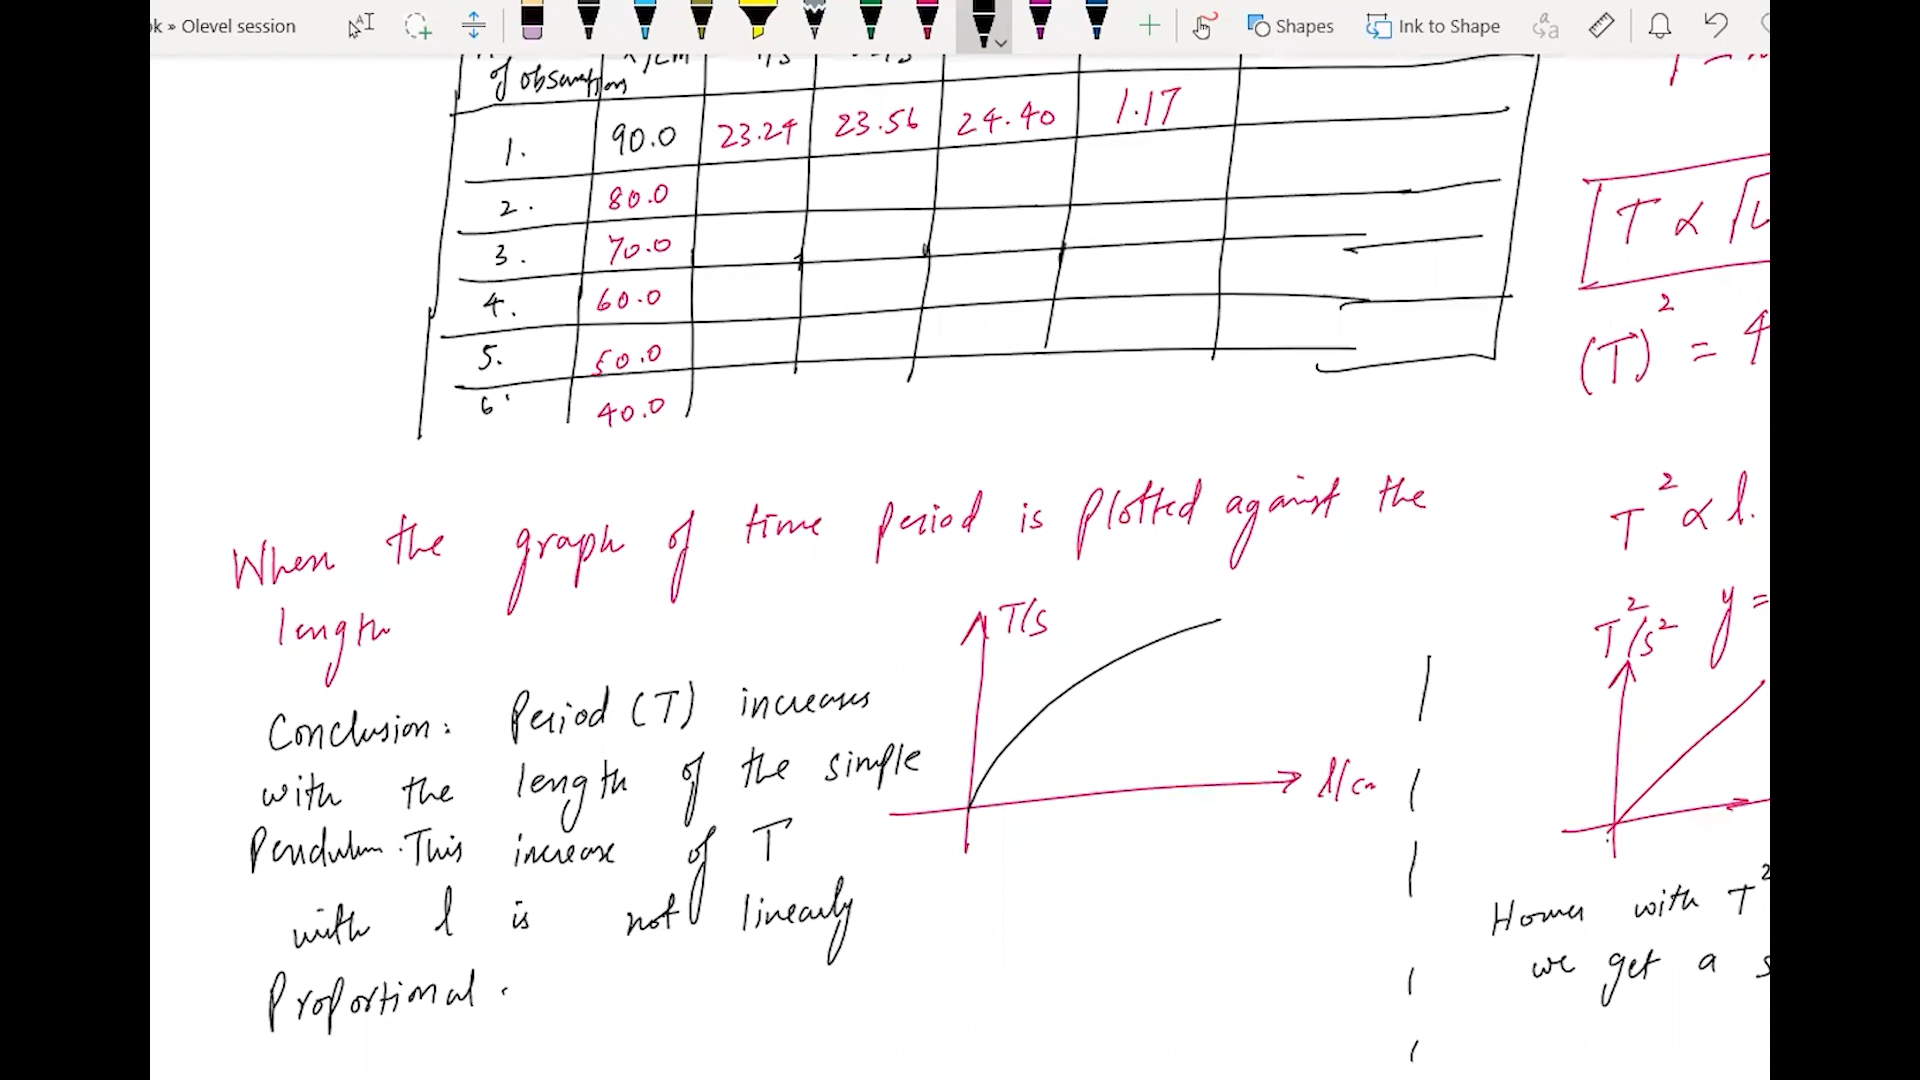 ok » Olevel session
Shapes
Ink to Shape
of observations
1. 90.0 23.24 23.56 24.40 1.17
2. 80.0
3. 70.0
4. 60.0
5. 50.0
6. 40.0
T ∝ √
(T)² =
T² ∝ l.
When the graph of time period is plotted against the
length
T/s
l/cm
T²/s² y =
Conclusion: Period (T) increases
with the length of the simple
Pendulum. This increase of T
with l is not linearly
Proportional.
with T²
we get a